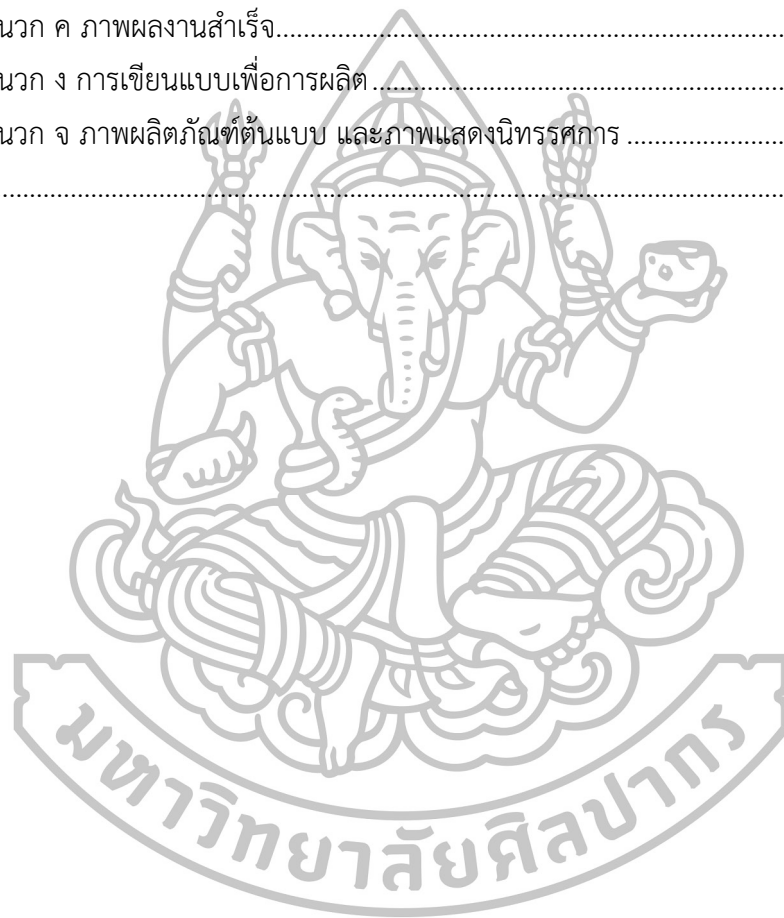 นวก ค ภาพผลงานสำเร็จ
นวก ง การเขียนแบบเพื่อการผลิต
นวก จ ภาพผลิตภัณฑ์ต้นแบบ และภาพแสดงนิทรรศการ
มหาวิทยาลัยศิลปากร